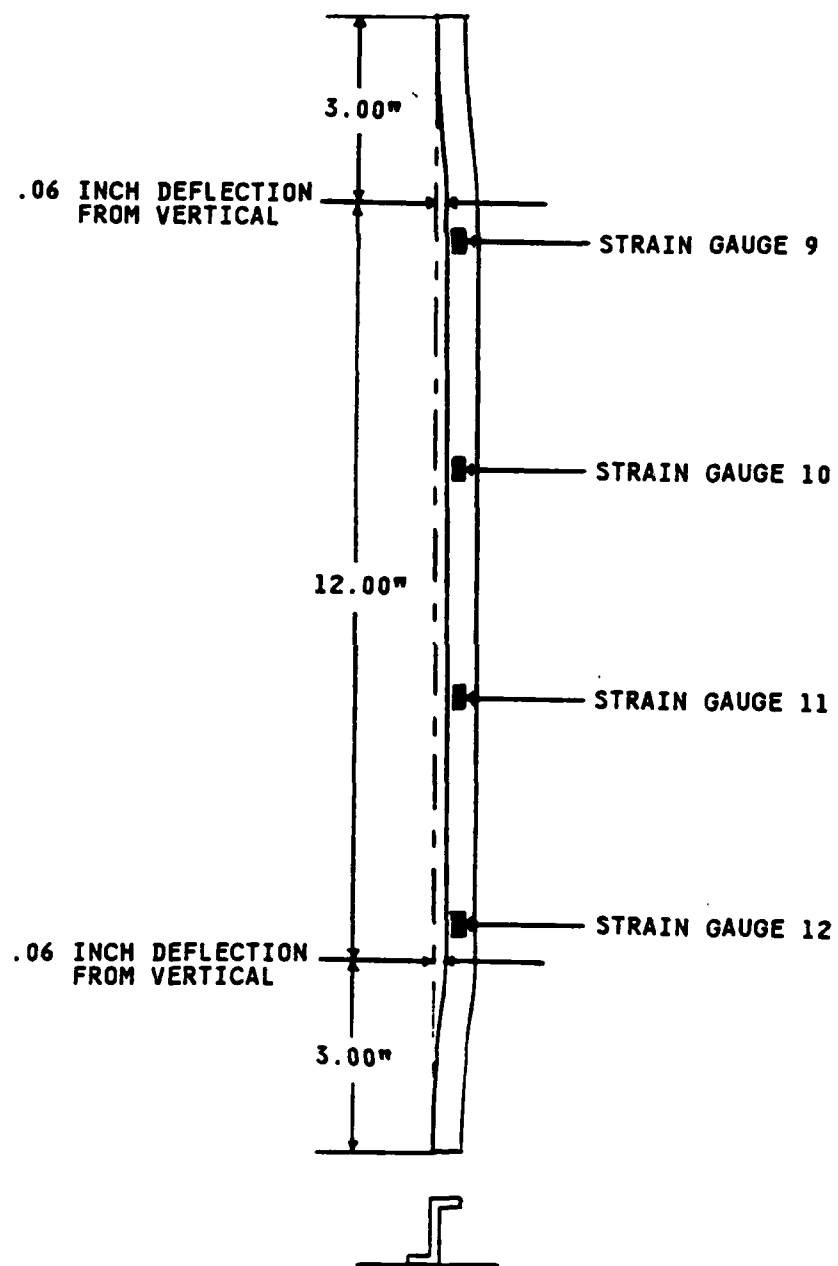 3.00"
.06 INCH DEFLECTION
FROM VERTICAL
STRAIN GAUGE 9
STRAIN GAUGE 10
12.00"
STRAIN GAUGE 11
STRAIN GAUGE 12
.06 INCH DEFLECTION
FROM VERTICAL
3.00"